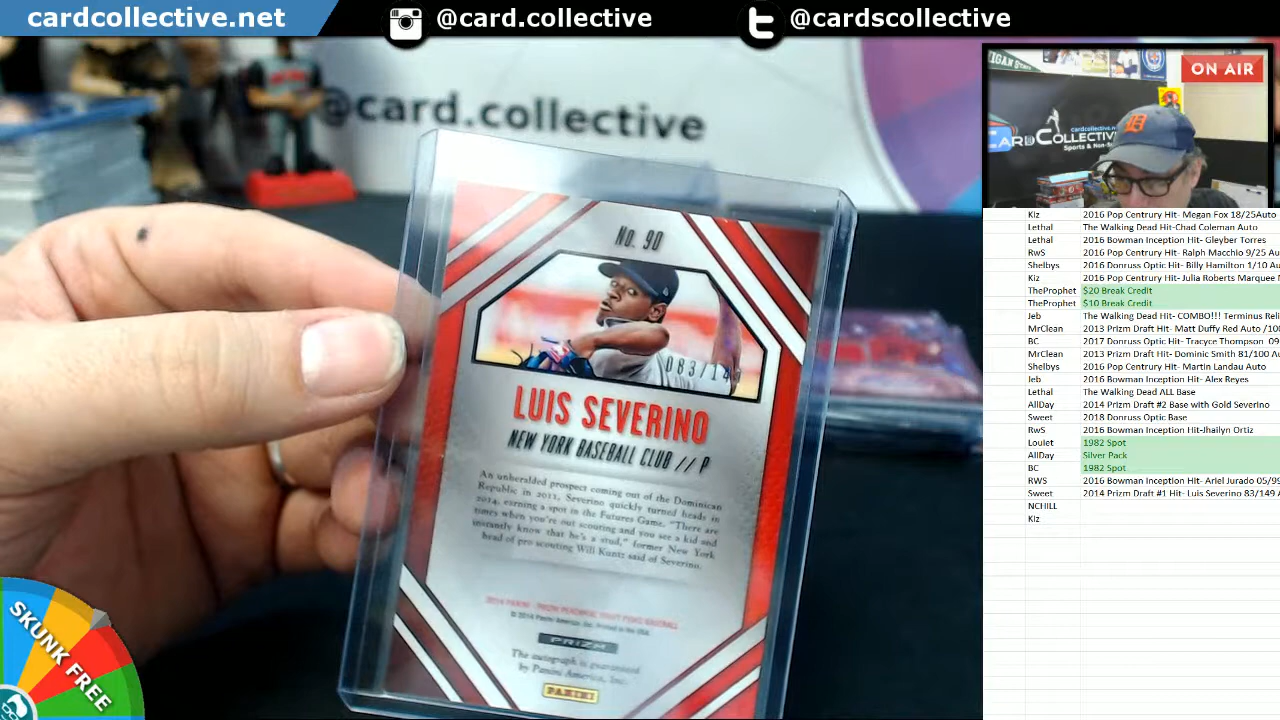 cardcollective.net
@card.collective
@cardscollective
@card.collective
ON AIR
No. 90
LUIS SEVERINO
NEW YORK BASEBALL CLUB // P
An unheralded prospect coming out of the Dominican
Republic in 2011, Severino quickly turned heads in
2014, earning a spot in the Futures Game. "There are
times when you're out scouting and you see a kid and
instantly know that he's a stud," former New York
head of pro scouting Will Kuntz said of Severino.
PRIZM
The autograph is guaranteed
by Panini America, Inc.
PANINI
SKUNK FREE
Kiz 2016 Pop Centrury Hit- Megan Fox 18/25Auto
Lethal The Walking Dead Hit-Chad Coleman Auto
Lethal 2016 Bowman Inception Hit- Gleyber Torres
RwS 2016 Pop Century Hit- Ralph Macchio 9/25 Au
Shelbys 2016 Donruss Optic Hit- Billy Hamilton 1/10 Au
Kiz 2016 Pop Century Hit- Julia Roberts Marquee
TheProphet $20 Break Credit
TheProphet $10 Break Credit
Jeb The Walking Dead Hit- COMBO!!! Terminus Reli
MrClean 2013 Prizm Draft Hit- Matt Duffy Red Auto /10
BC 2017 Donruss Optic Hit- Tracyce Thompson 09
MrClean 2013 Prizm Draft Hit- Dominic Smith 81/100 A
Shelbys 2016 Pop Century Hit- Martin Landau Auto
Jeb 2016 Bowman Inception Hit- Alex Reyes
Lethal The Walking Dead ALL Base
AllDay 2014 Prizm Draft #2 Base with Gold Severino
Sweet 2018 Donruss Optic Base
RwS 2016 Bowman Inception Hit-Jhailyn Ortiz
Loulet 1982 Spot
AllDay Silver Pack
BC 1982 Spot
RWS 2016 Bowman Inception Hit- Ariel Jurado 05/9
Sweet 2014 Prizm Draft #1 Hit- Luis Severino 83/149 A
NCHILL
Kiz